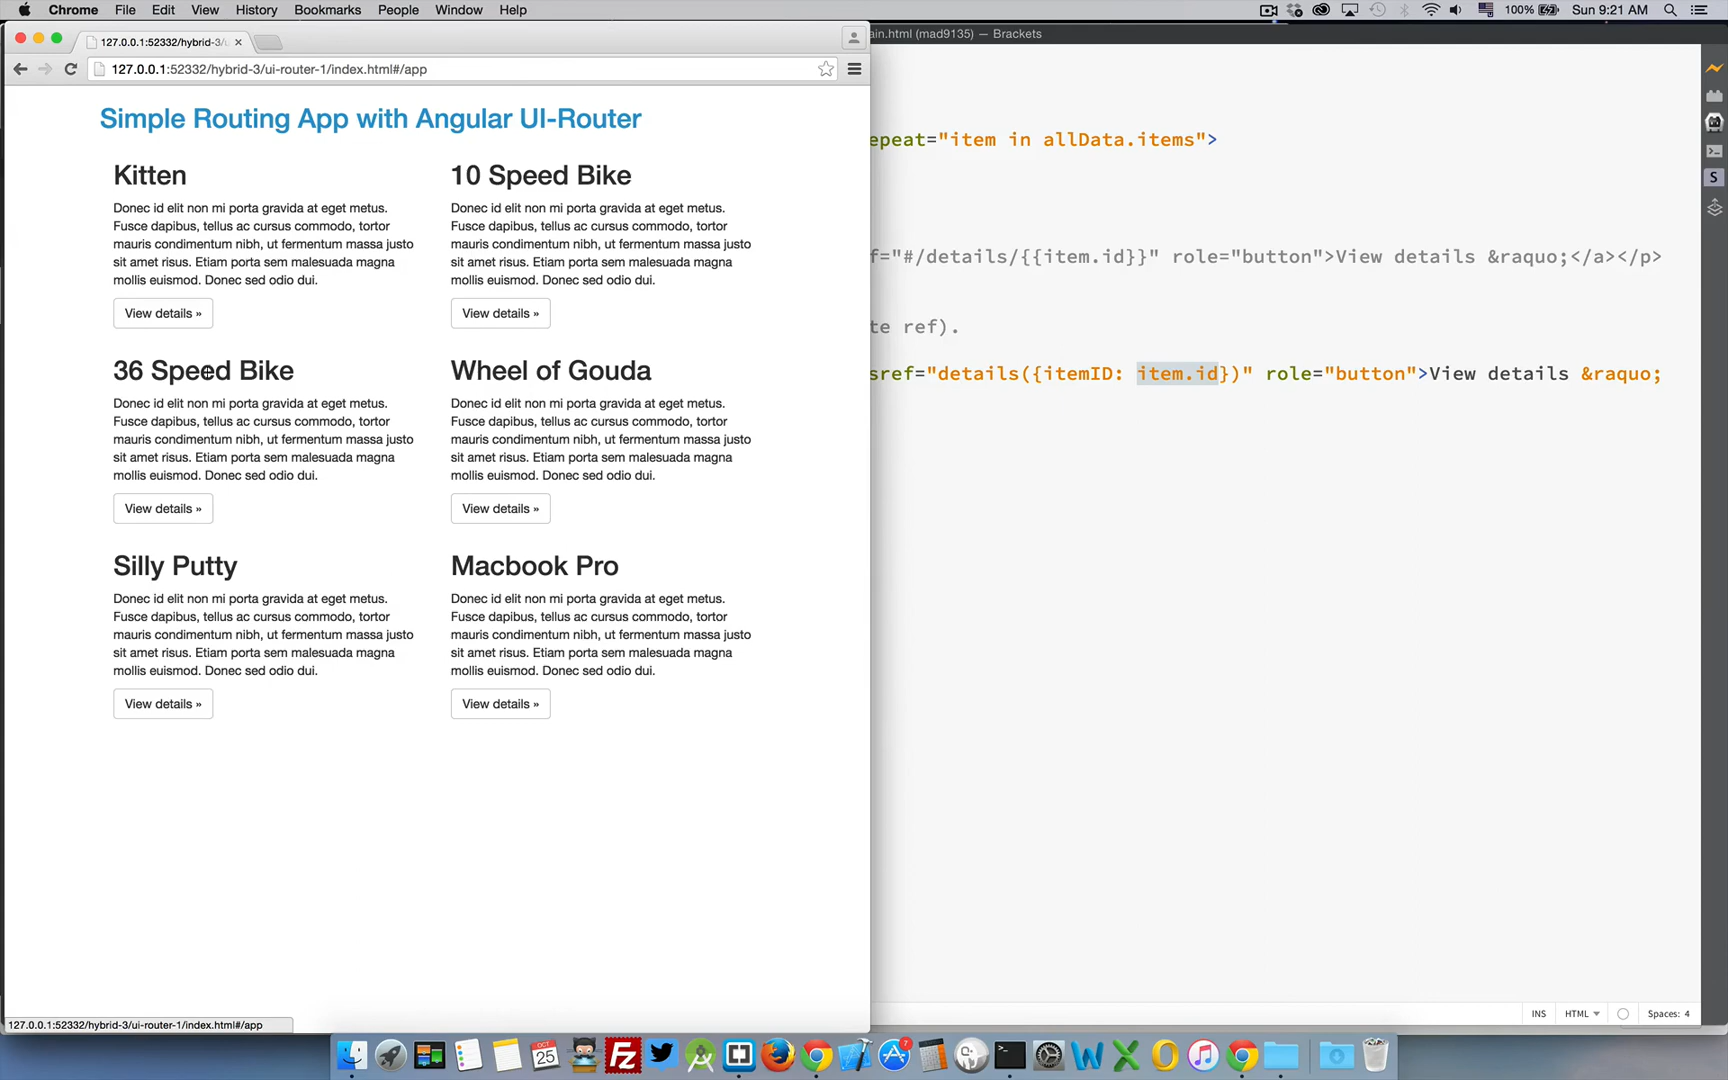 Chrome File Edit View History Bookmarks People Window Help
100% Sun 9:21 AM
127.0.0.1:52332/hybrid-3/u
ain.html (mad9135) — Brackets
127.0.0.1:52332/hybrid-3/ui-router-1/index.html#/app
Simple Routing App with Angular UI-Router
Kitten
Donec id elit non mi porta gravida at eget metus.
Fusce dapibus, tellus ac cursus commodo, tortor
mauris condimentum nibh, ut fermentum massa justo
sit amet risus. Etiam porta sem malesuada magna
mollis euismod. Donec sed odio dui.
View details »
10 Speed Bike
Donec id elit non mi porta gravida at eget metus.
Fusce dapibus, tellus ac cursus commodo, tortor
mauris condimentum nibh, ut fermentum massa justo
sit amet risus. Etiam porta sem malesuada magna
mollis euismod. Donec sed odio dui.
View details »
36 Speed Bike
Donec id elit non mi porta gravida at eget metus.
Fusce dapibus, tellus ac cursus commodo, tortor
mauris condimentum nibh, ut fermentum massa justo
sit amet risus. Etiam porta sem malesuada magna
mollis euismod. Donec sed odio dui.
View details »
Wheel of Gouda
Donec id elit non mi porta gravida at eget metus.
Fusce dapibus, tellus ac cursus commodo, tortor
mauris condimentum nibh, ut fermentum massa justo
sit amet risus. Etiam porta sem malesuada magna
mollis euismod. Donec sed odio dui.
View details »
Silly Putty
Donec id elit non mi porta gravida at eget metus.
Fusce dapibus, tellus ac cursus commodo, tortor
mauris condimentum nibh, ut fermentum massa justo
sit amet risus. Etiam porta sem malesuada magna
mollis euismod. Donec sed odio dui.
View details »
Macbook Pro
Donec id elit non mi porta gravida at eget metus.
Fusce dapibus, tellus ac cursus commodo, tortor
mauris condimentum nibh, ut fermentum massa justo
sit amet risus. Etiam porta sem malesuada magna
mollis euismod. Donec sed odio dui.
View details »
epeat="item in allData.items">
f="#/details/{{item.id}}" role="button">View details &raquo;</a></p>
te ref).
sref="details({itemID: item.id})" role="button">View details &raquo;
S
127.0.0.1:52332/hybrid-3/ui-router-1/index.html#/app
INS HTML Spaces: 4
OCT
25
Fz
7